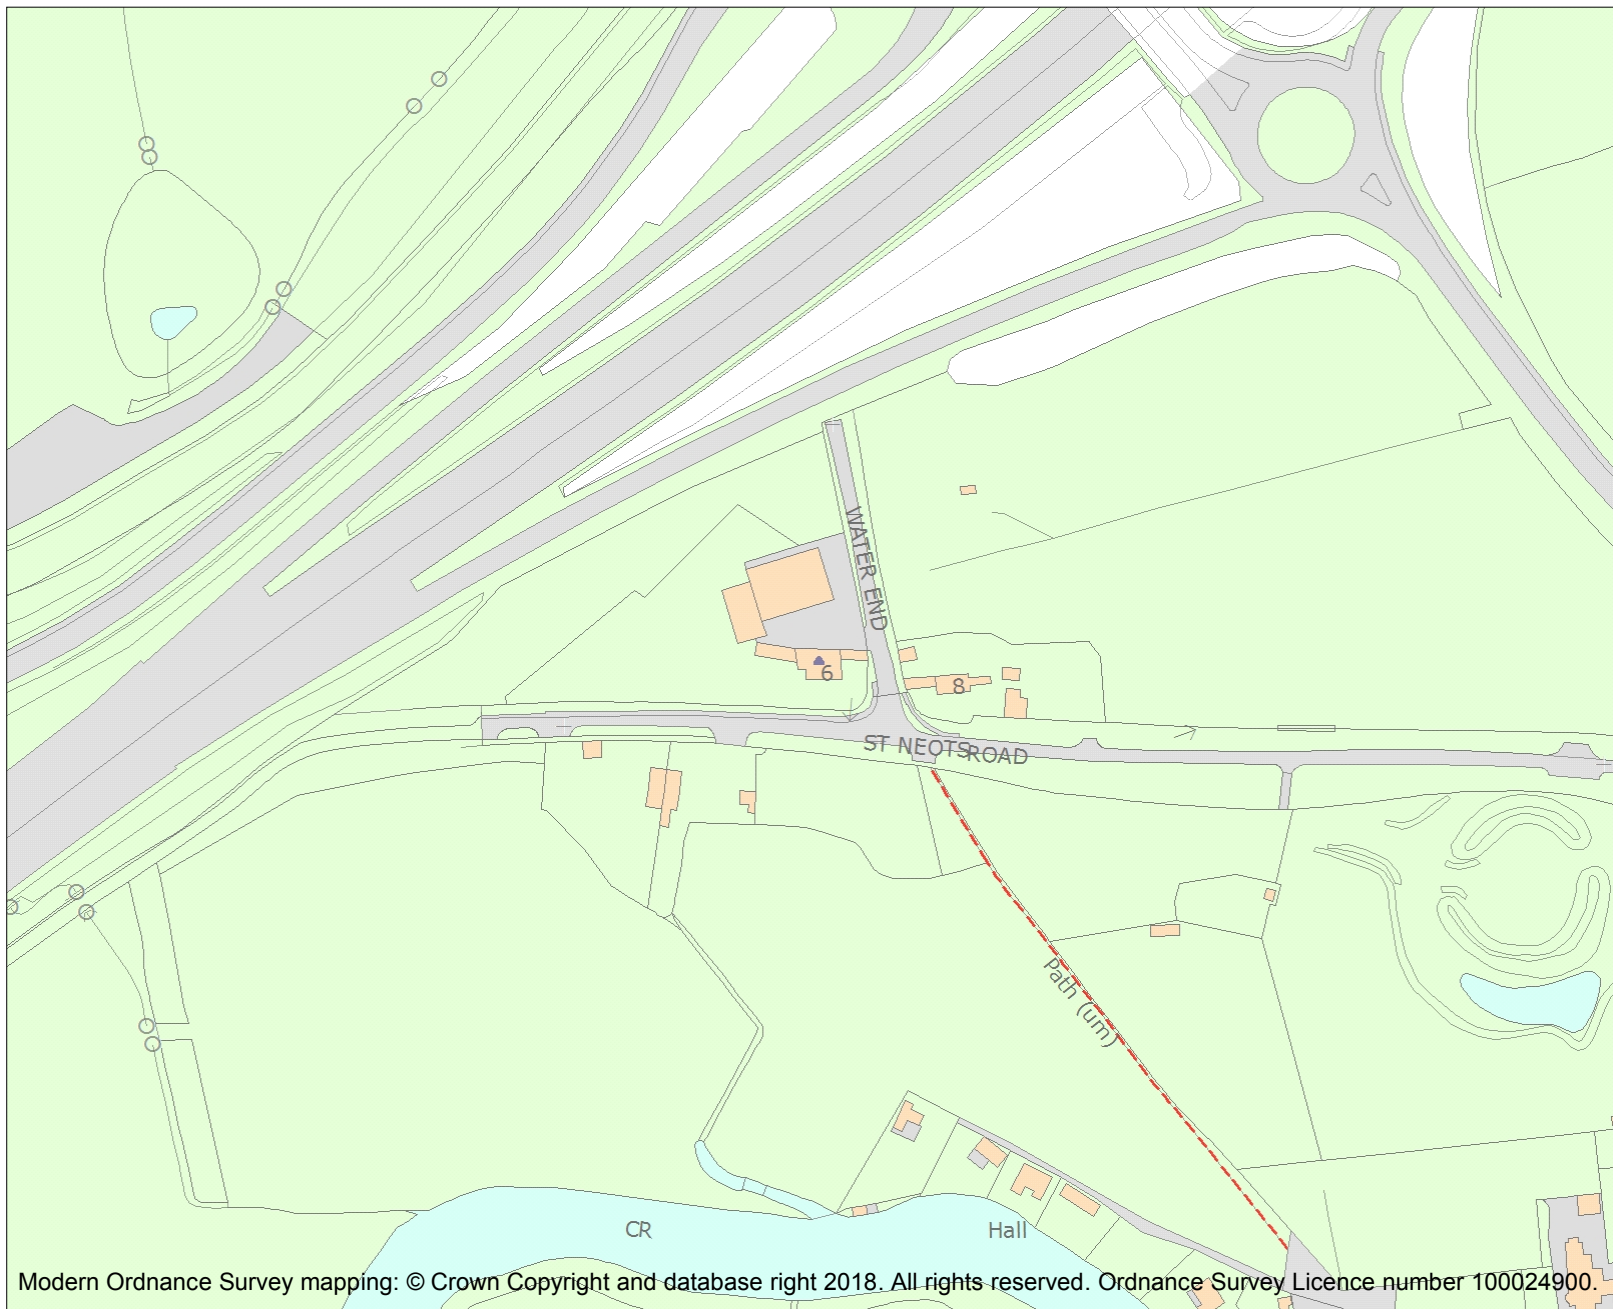 WATER END
6
8
ST NEOTS ROAD
Path (um)
CR
Hall
Modern Ordnance Survey mapping: © Crown Copyright and database right 2018. All rights reserved. Ordnance Survey Licence number 100024900.